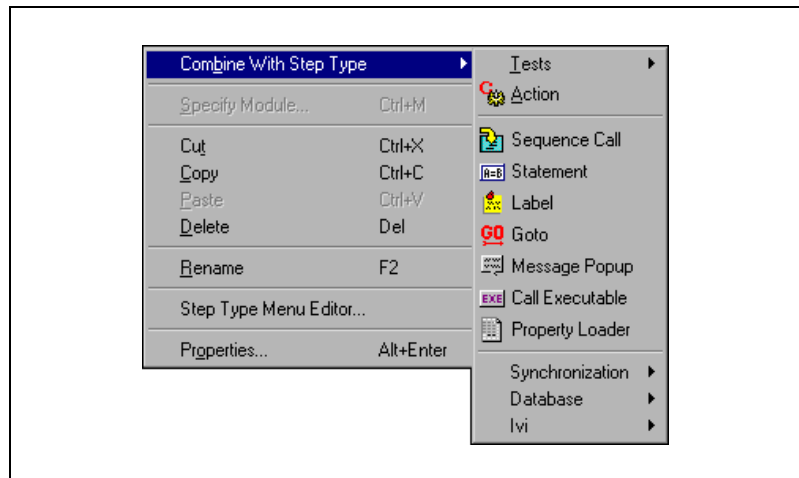 Combine With Step Type
Specify Module... Ctrl+M
Cut Ctrl+X
Copy Ctrl+C
Paste Ctrl+V
Delete Del
Rename F2
Step Type Menu Editor...
Properties... Alt+Enter
Tests
C Action
Sequence Call
A=B Statement
Label
GO Goto
Message Popup
EXE Call Executable
Property Loader
Synchronization
Database
Ivi